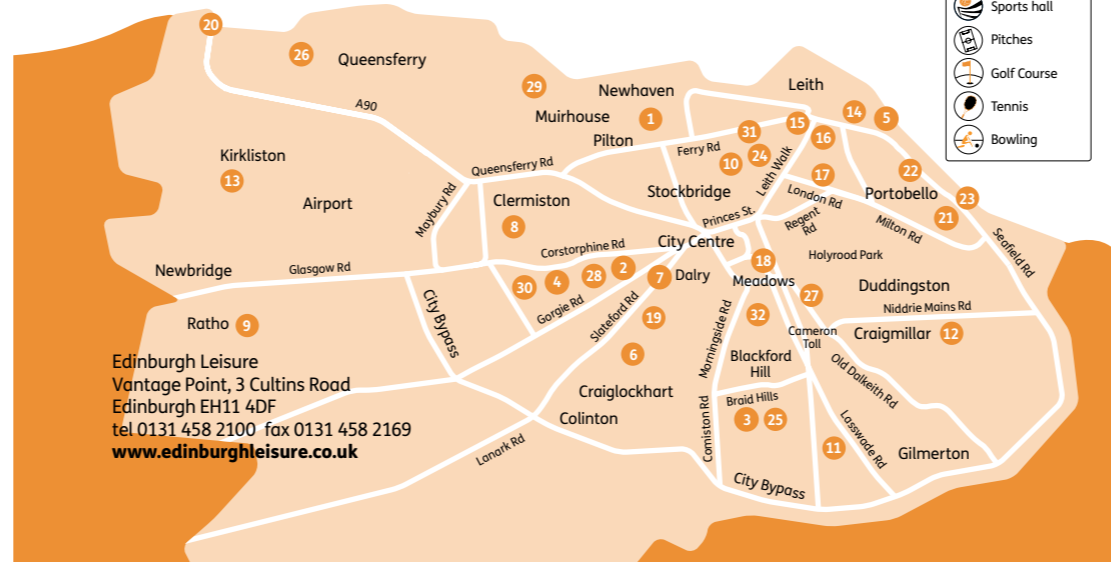 Sports hall
Pitches
Golf Course
Tennis
Bowling
20
26
Queensferry
29
Newhaven
Leith
Muirhouse
1
14
5
A90
Pilton
31
15
16
Ferry Rd
10
24
Leith Walk
Kirkliston
13
Queensferry Rd
Stockbridge
17
22
Airport
Maybury Rd
Clermiston
8
London Rd
Portobello
23
Princes St.
Regent
Rd
21
Milton Rd
Seafield Rd
Corstorphine Rd
City Centre
Holyrood Park
Newbridge
Glasgow Rd
18
Meadows
30
4
28
2
7
Dalry
Duddingston
27
Niddrie Mains Rd
City Bypass
Gorgie Rd
Slateford Rd
19
Morningside Rd
32
Cameron
Toll
Craigmillar
12
Ratho
9
6
Blackford
Hill
Old Dalkeith Rd
Craiglockhart
Colinton
Braid Hills
3
25
Comiston Rd
Lasswade Rd
11
Gilmerton
Lanark Rd
City Bypass
Edinburgh Leisure
Vantage Point, 3 Cultins Road
Edinburgh EH11 4DF
tel 0131 458 2100 fax 0131 458 2169
www.edinburghleisure.co.uk